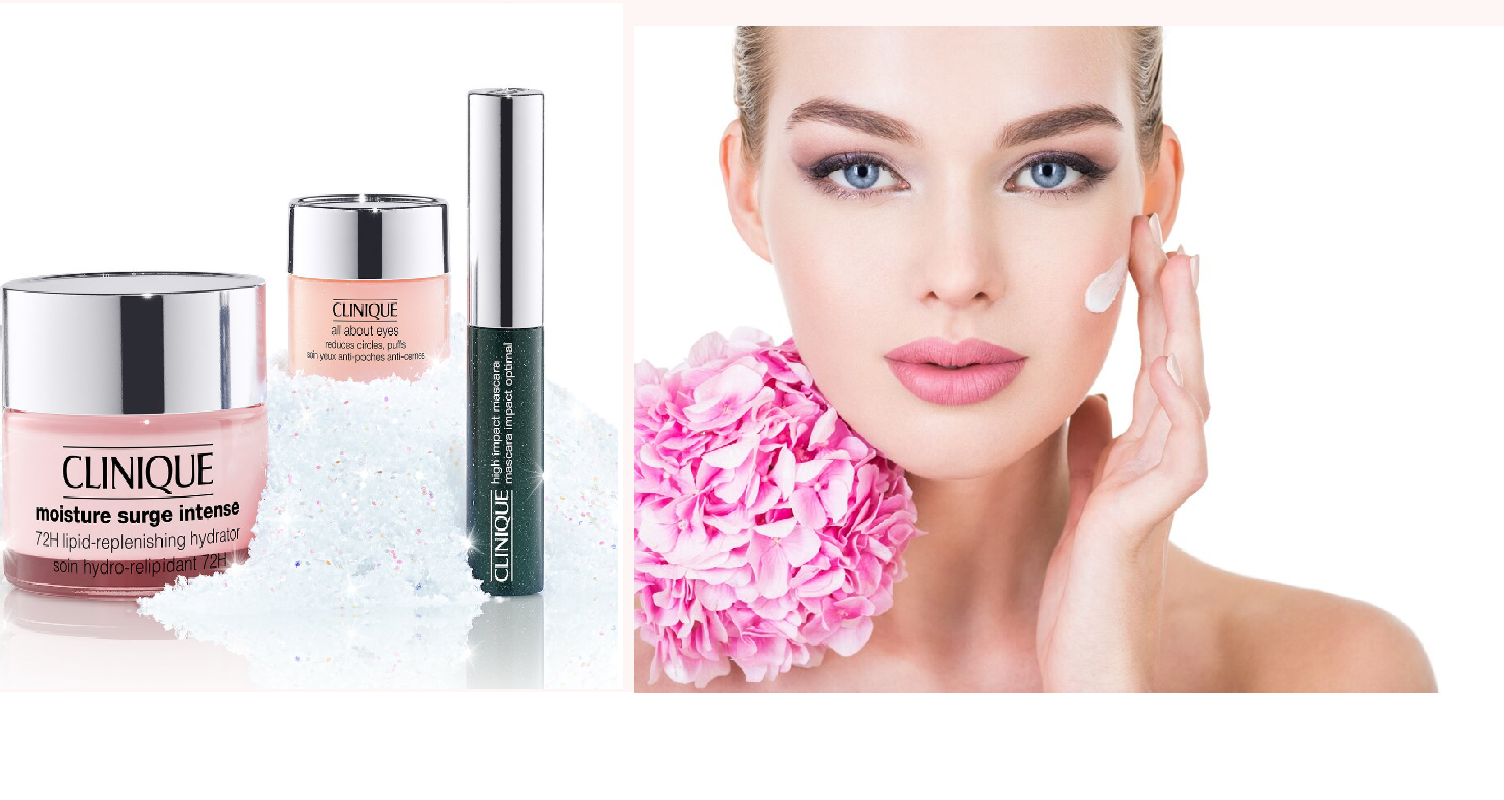 CLINIQUE
moisture surge intense
72H lipid-replenishing hydrator
soin hydro-relipidant 72H
CLINIQUE
all about eyes
reduces circles, puffs
soin yeux anti-poches anti-cernes
CLINIQUE high impact mascara
mascara impact optimal